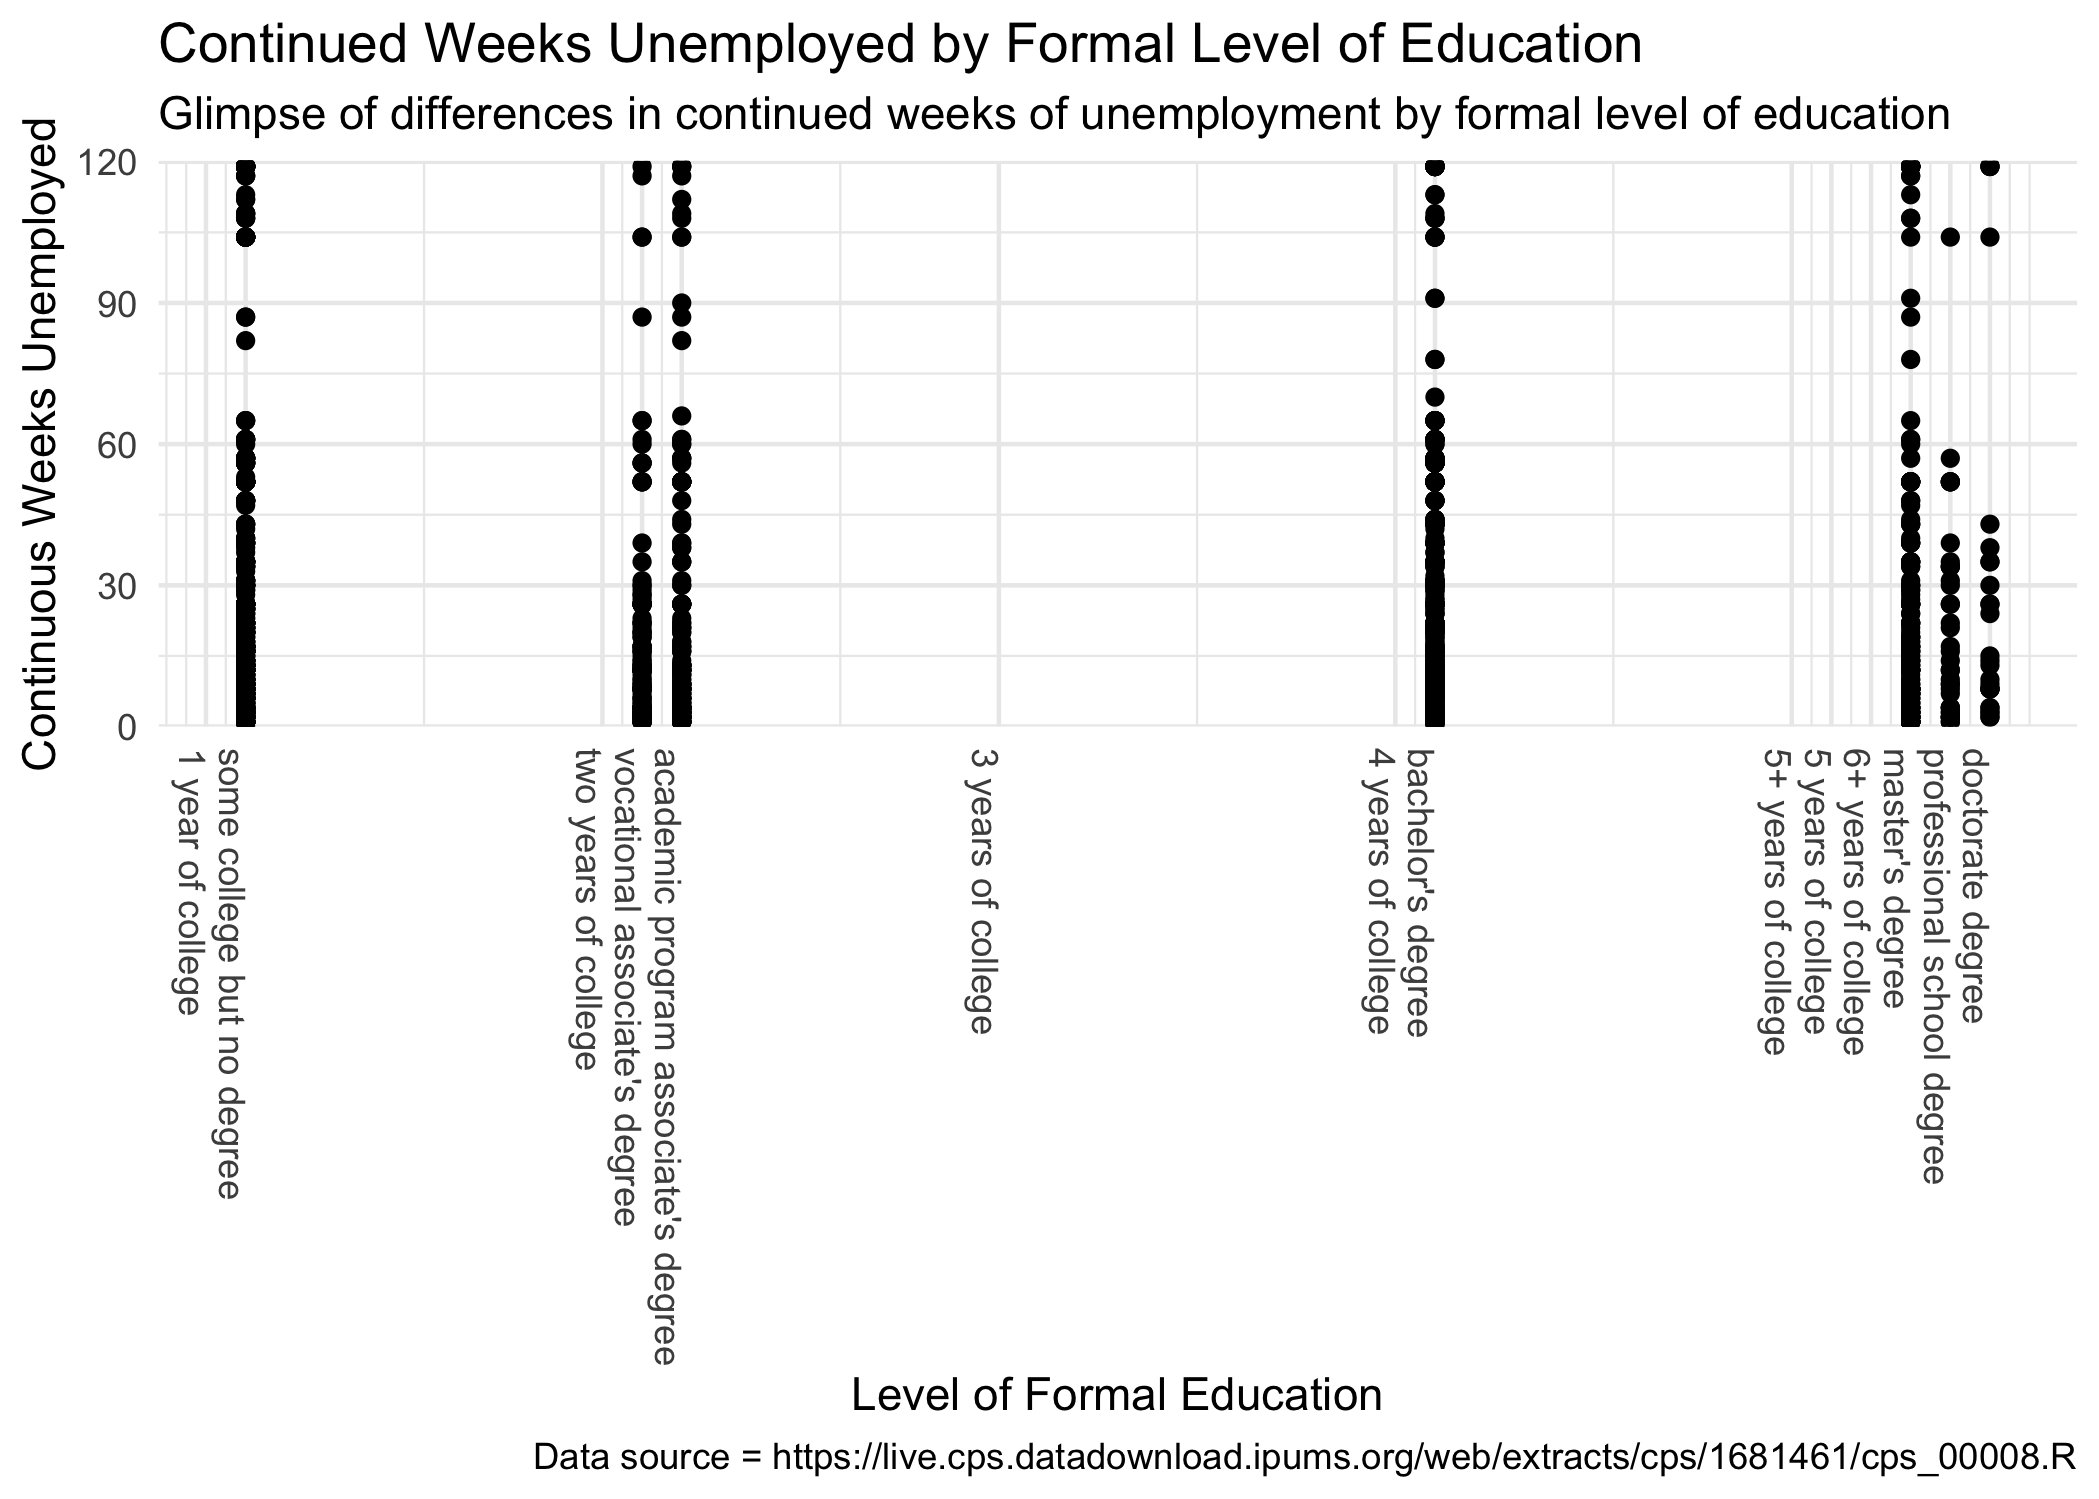 Continued Weeks Unemployed by Formal Level of Education
Glimpse of differences in continued weeks of unemployment by formal level of education
Continuous Weeks Unemployed
120
90
60
30
0
1 year of college
some college but no degree
two years of college
vocational associate's degree
academic program associate's degree
3 years of college
4 years of college
bachelor's degree
5+ years of college
5 years of college
6+ years of college
master's degree
professional school degree
doctorate degree
Level of Formal Education
Data source = https://live.cps.datadownload.ipums.org/web/extracts/cps/1681461/cps_00008.R